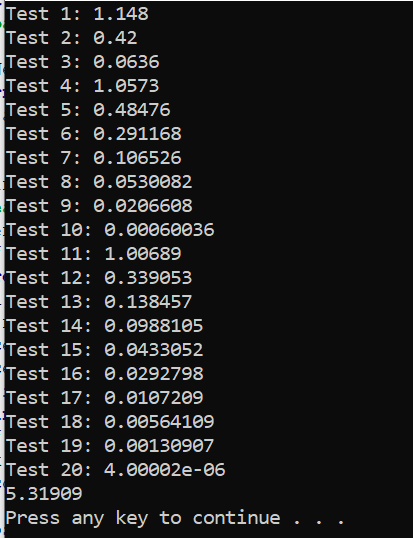 Test 1: 1.148
Test 2: 0.42
Test 3: 0.0636
Test 4: 1.0573
Test 5: 0.48476
Test 6: 0.291168
Test 7: 0.106526
Test 8: 0.0530082
Test 9: 0.0206608
Test 10: 0.00060036
Test 11: 1.00689
Test 12: 0.339053
Test 13: 0.138457
Test 14: 0.0988105
Test 15: 0.0433052
Test 16: 0.0292798
Test 17: 0.0107209
Test 18: 0.00564109
Test 19: 0.00130907
Test 20: 4.00002e-06
5.31909
Press any key to continue . . .